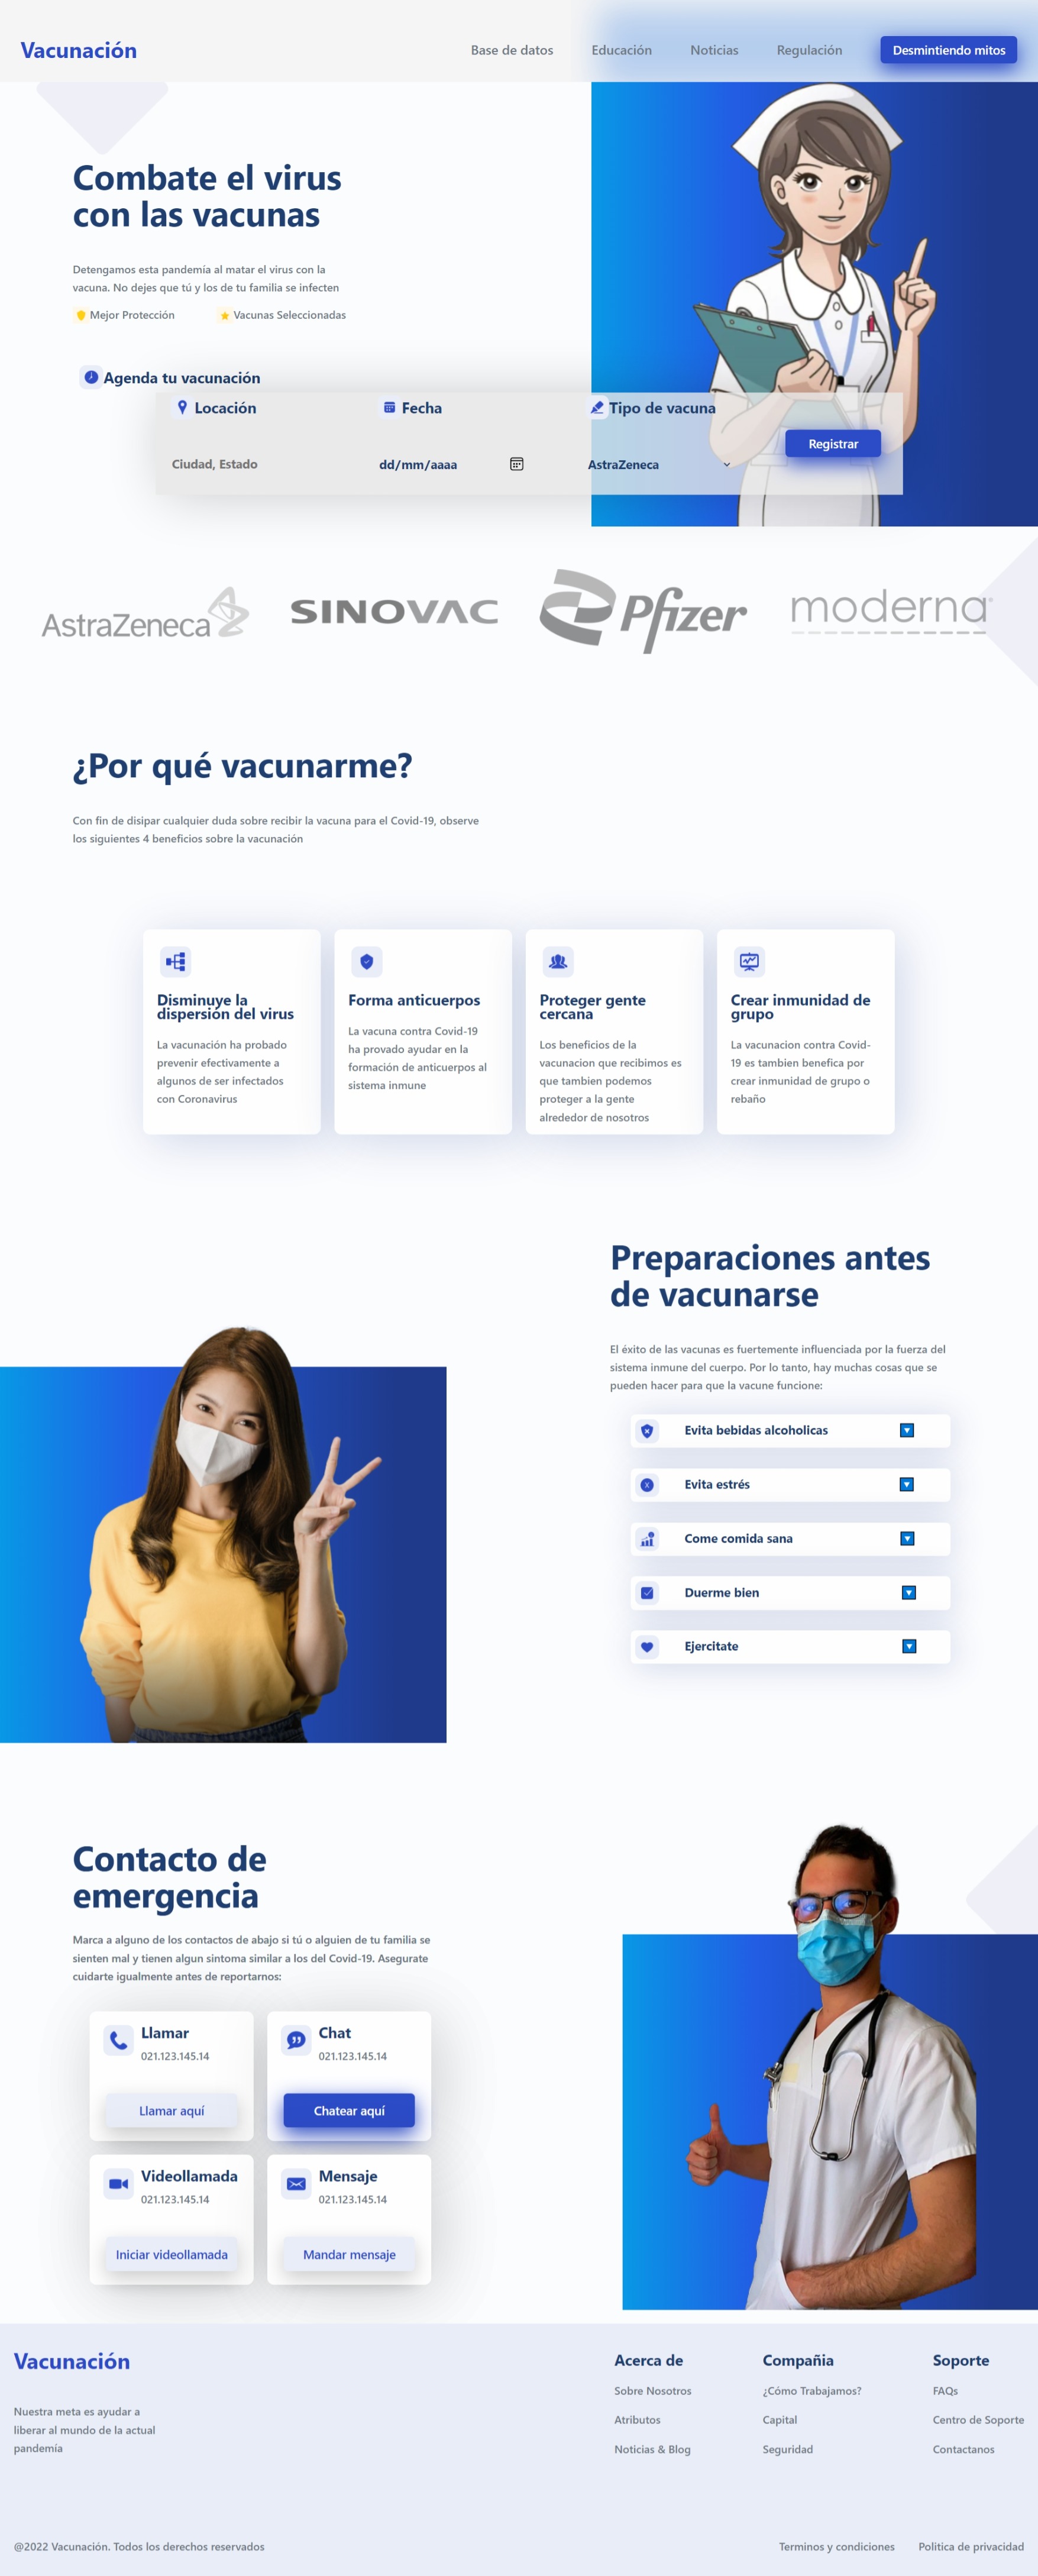 Vacunación
Base de datos
Educación
Noticias
Regulación
Desmintiendo mitos
Combate el virus
con las vacunas
Detengamos esta pandemía al matar el virus con la
vacuna. No dejes que tú y los de tu familia se infecten
Mejor Protección
Vacunas Seleccionadas
Agenda tu vacunación
Locación
Fecha
Tipo de vacuna
Ciudad, Estado
dd/mm/aaaa
AstraZeneca
Registrar
AstraZeneca
SINOVAC
Pfizer
moderna
¿Por qué vacunarme?
Con fin de disipar cualquier duda sobre recibir la vacuna para el Covid-19, observe
los siguientes 4 beneficios sobre la vacunación
Disminuye la
dispersión del virus
La vacunación ha probado
prevenir efectivamente a
algunos de ser infectados
con Coronavirus
Forma anticuerpos
La vacuna contra Covid-19
ha provado ayudar en la
formación de anticuerpos al
sistema inmune
Proteger gente
cercana
Los beneficios de la
vacunacion que recibimos es
que tambien podemos
proteger a la gente
alrededor de nosotros
Crear inmunidad de
grupo
La vacunacion contra Covid-
19 es tambien benefica por
crear inmunidad de grupo o
rebaño
Preparaciones antes
de vacunarse
El éxito de las vacunas es fuertemente influenciada por la fuerza del
sistema inmune del cuerpo. Por lo tanto, hay muchas cosas que se
pueden hacer para que la vacune funcione:
Evita bebidas alcoholicas
Evita estrés
Come comida sana
Duerme bien
Ejercitate
Contacto de
emergencia
Marca a alguno de los contactos de abajo si tú o alguien de tu familia se
sienten mal y tienen algun sintoma similar a los del Covid-19. Asegurate
cuidarte igualmente antes de reportarnos:
Llamar
021.123.145.14
Llamar aquí
Chat
021.123.145.14
Chatear aquí
Videollamada
021.123.145.14
Iniciar videollamada
Mensaje
021.123.145.14
Mandar mensaje
Vacunación
Nuestra meta es ayudar a
liberar al mundo de la actual
pandemía
Acerca de
Sobre Nosotros
Atributos
Noticias & Blog
Compañia
¿Cómo Trabajamos?
Capital
Seguridad
Soporte
FAQs
Centro de Soporte
Contactanos
@2022 Vacunación. Todos los derechos reservados
Terminos y condiciones
Politica de privacidad